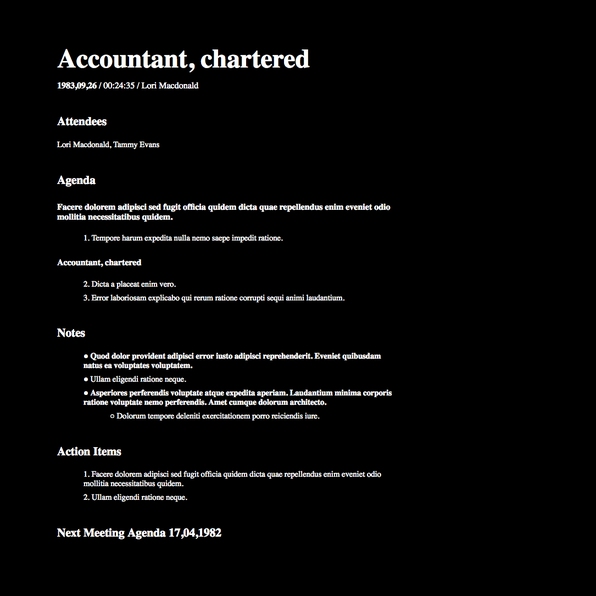 Accountant, chartered
1983,09,26 / 00:24:35 / Lori Macdonald
Attendees
Lori Macdonald, Tammy Evans
Agenda
Facere dolorem adipisci sed fugit officia quidem dicta quae repellendus enim eveniet odio
mollitia necessitatibus quidem.
1. Tempore harum expedita nulla nemo saepe impedit ratione.
Accountant, chartered
2. Dicta a placeat enim vero.
3. Error laboriosam explicabo qui rerum ratione corrupti sequi animi laudantium.
Notes
● Quod dolor provident adipisci error iusto adipisci reprehenderit. Eveniet quibusdam
natus ea voluptates voluptatem.
● Ullam eligendi ratione neque.
● Asperiores perferendis voluptate atque expedita aperiam. Laudantium minima corporis
ratione voluptate nemo perferendis. Amet cumque dolorum architecto.
○ Dolorum tempore deleniti exercitationem porro reiciendis iure.
Action Items
1. Facere dolorem adipisci sed fugit officia quidem dicta quae repellendus enim eveniet odio
mollitia necessitatibus quidem.
2. Ullam eligendi ratione neque.
Next Meeting Agenda 17,04,1982